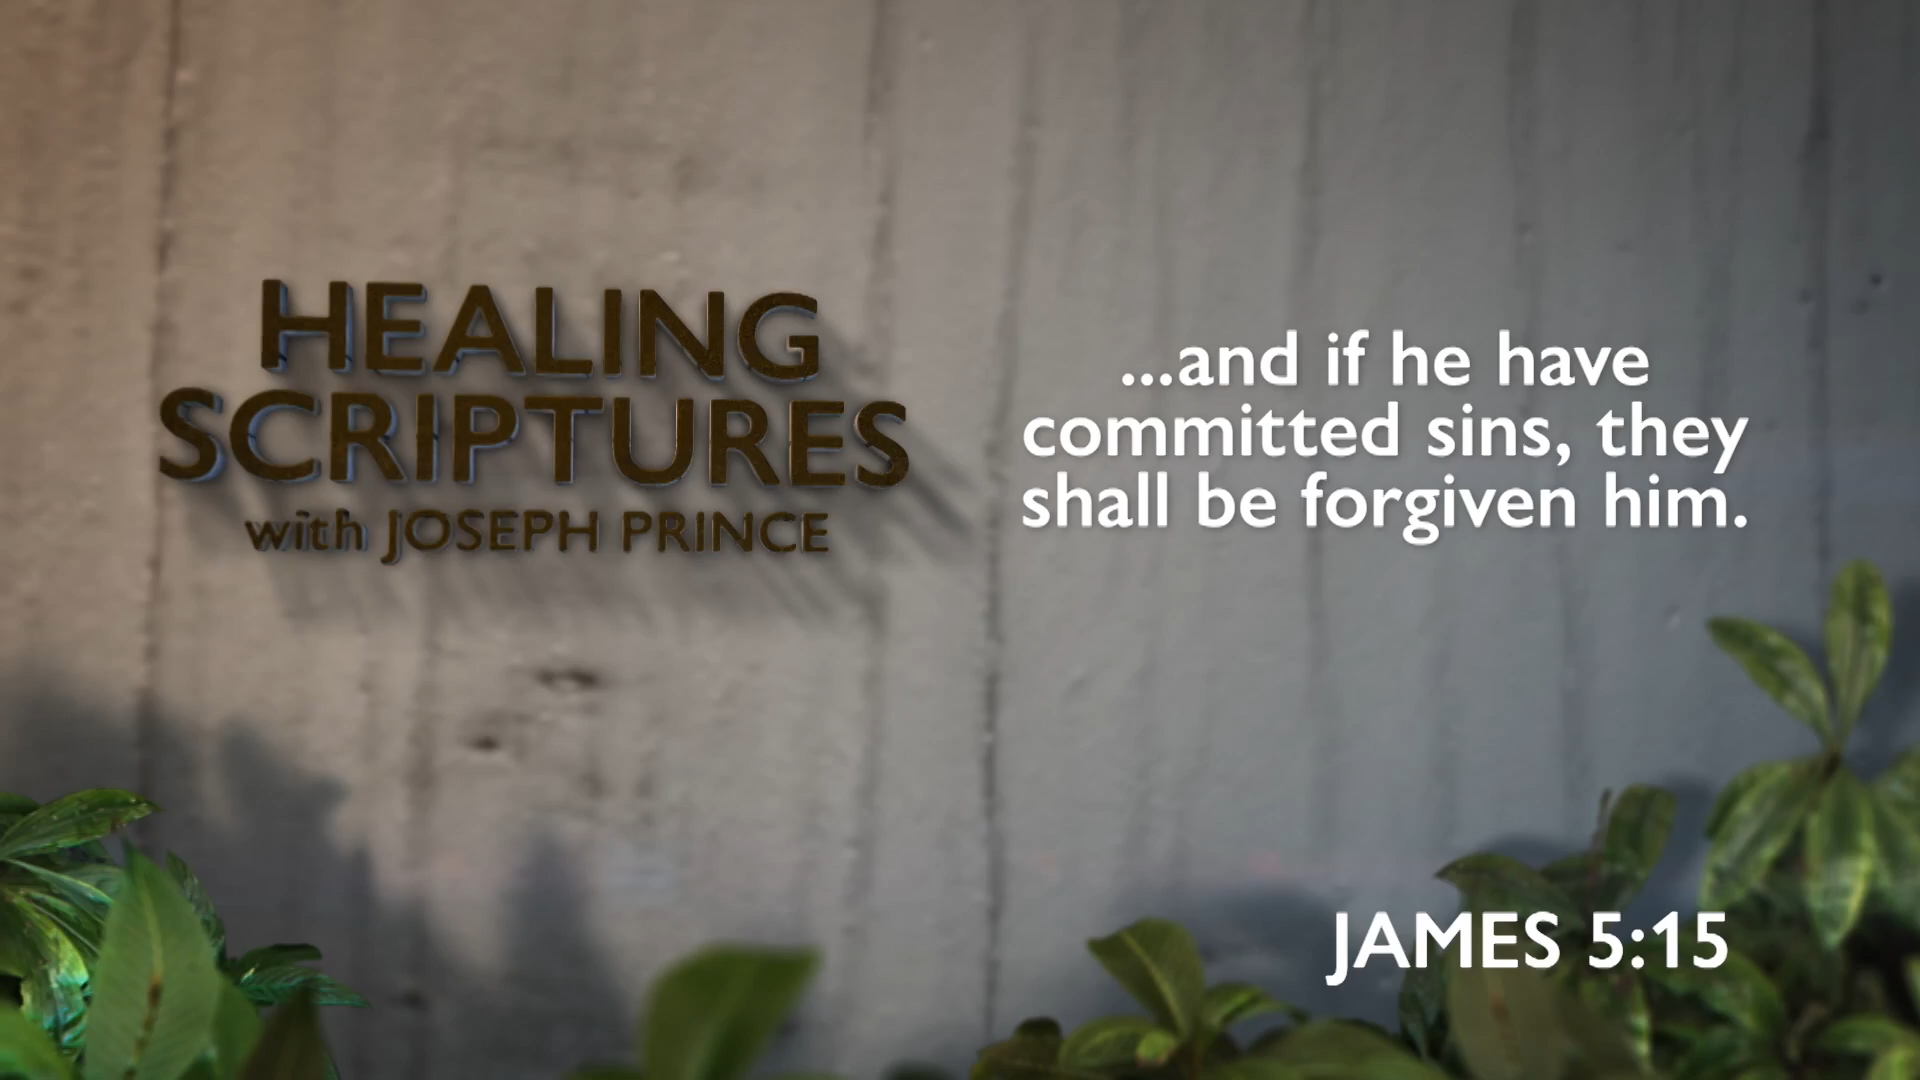 HEALING
SCRIPTURES
with JOSEPH PRINCE
...and if he have
committed sins, they
shall be forgiven him.
JAMES 5:15